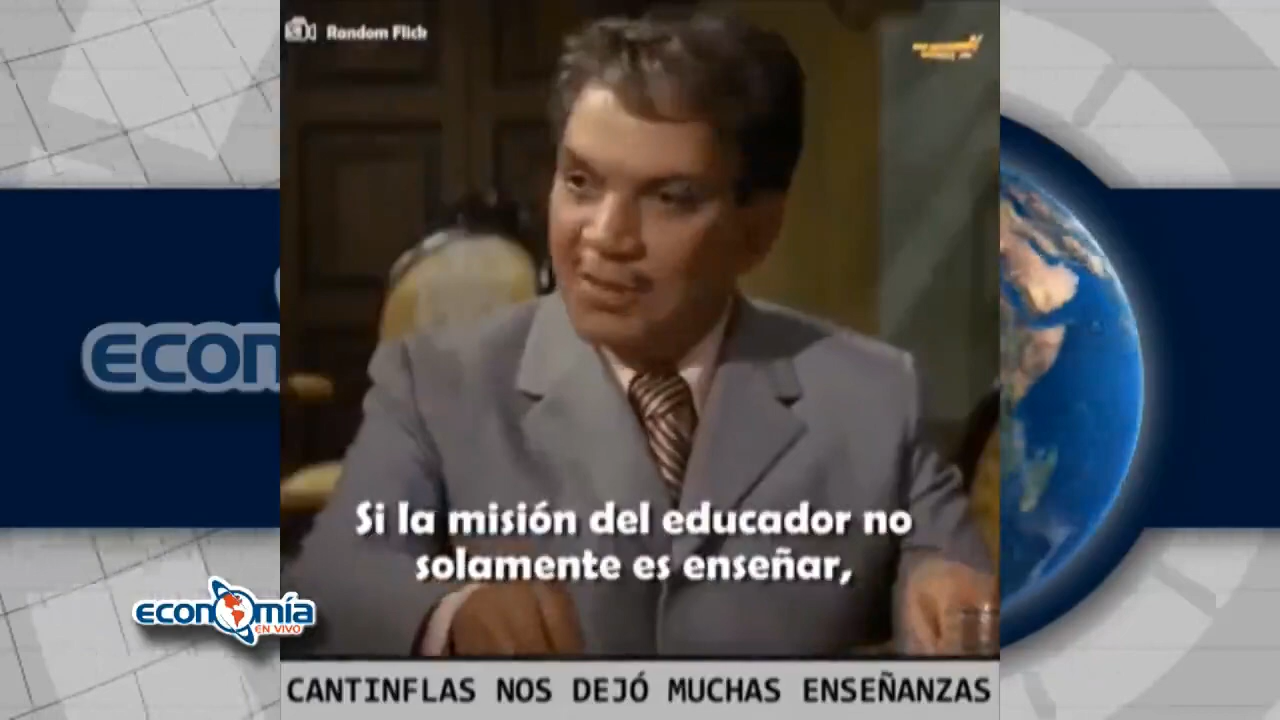 Random Flick
ECON
Si la misión del educador no
solamente es enseñar,
economía
EN VIVO
CANTINFLAS NOS DEJÓ MUCHAS ENSEÑANZAS